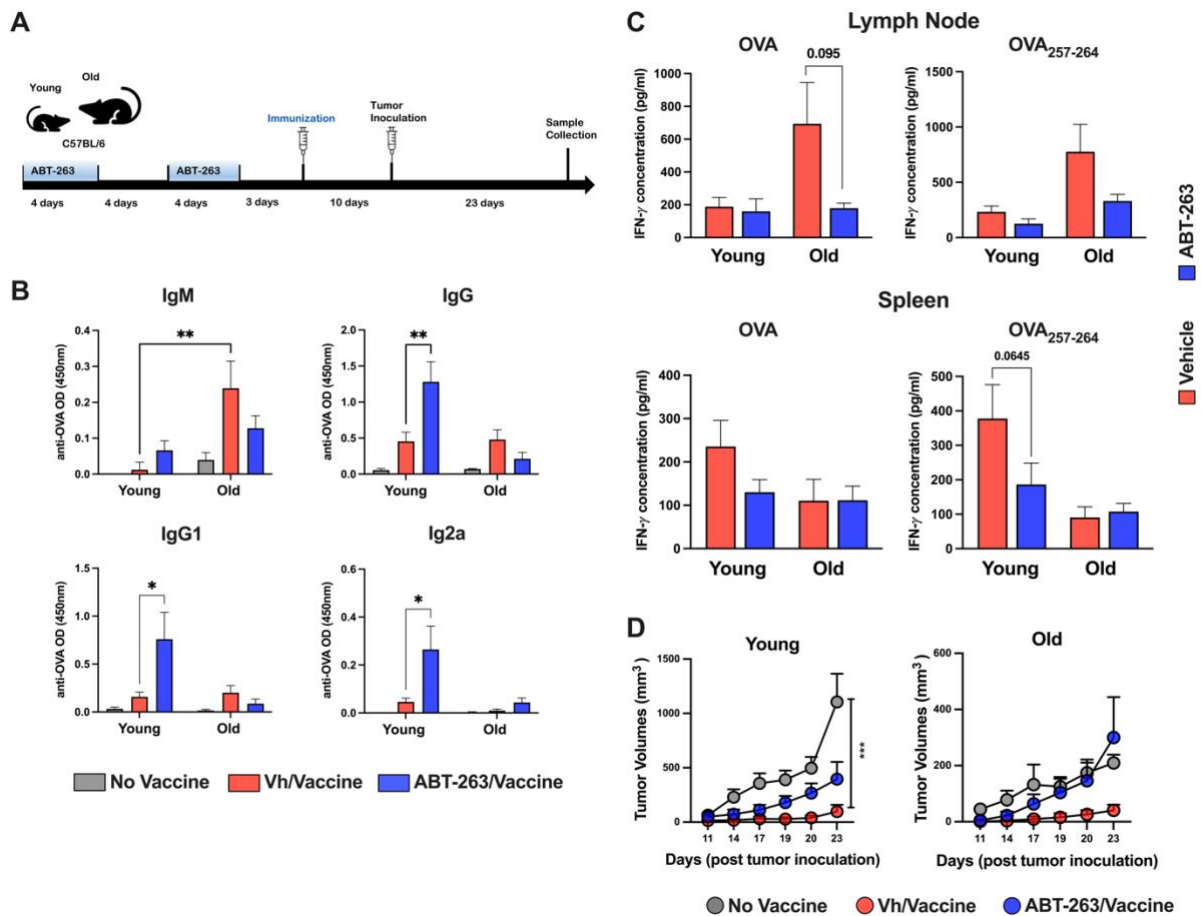 A
Young
Old
C57BL/6
Immunization
Tumor
Inoculation
Sample
Collection
ABT-263
ABT-263
4 days
4 days
4 days
3 days
10 days
23 days
B
IgM
anti-OVA OD (450nm)
0.4
0.3
0.2
0.1
0.0
**
Young
Old
IgG
anti-OVA OD (450nm)
2.0
1.5
1.0
0.5
0.0
**
Young
Old
IgG1
anti-OVA OD (450nm)
1.5
1.0
0.5
0.0
*
Young
Old
Ig2a
anti-OVA OD (450nm)
0.6
0.4
0.2
0.0
*
Young
Old
No Vaccine
Vh/Vaccine
ABT-263/Vaccine
C
Lymph Node
OVA
IFN-γ concentration (pg/ml)
1000
800
600
400
200
0
0.095
Young
Old
OVA257-264
IFN-γ concentration (pg/ml)
1500
1000
500
0
Young
Old
Spleen
OVA
IFN-γ concentration (pg/ml)
400
300
200
100
0
Young
Old
OVA257-264
IFN-γ concentration (pg/ml)
500
400
300
200
100
0
0.0645
Young
Old
ABT-263
Vehicle
D
Young
Tumor Volumes (mm3)
1500
1000
500
0
***
11 14 17 19 20 23
Days (post tumor inoculation)
Old
Tumor Volumes (mm3)
600
400
200
0
11 14 17 19 20 23
Days (post tumor inoculation)
No Vaccine
Vh/Vaccine
ABT-263/Vaccine